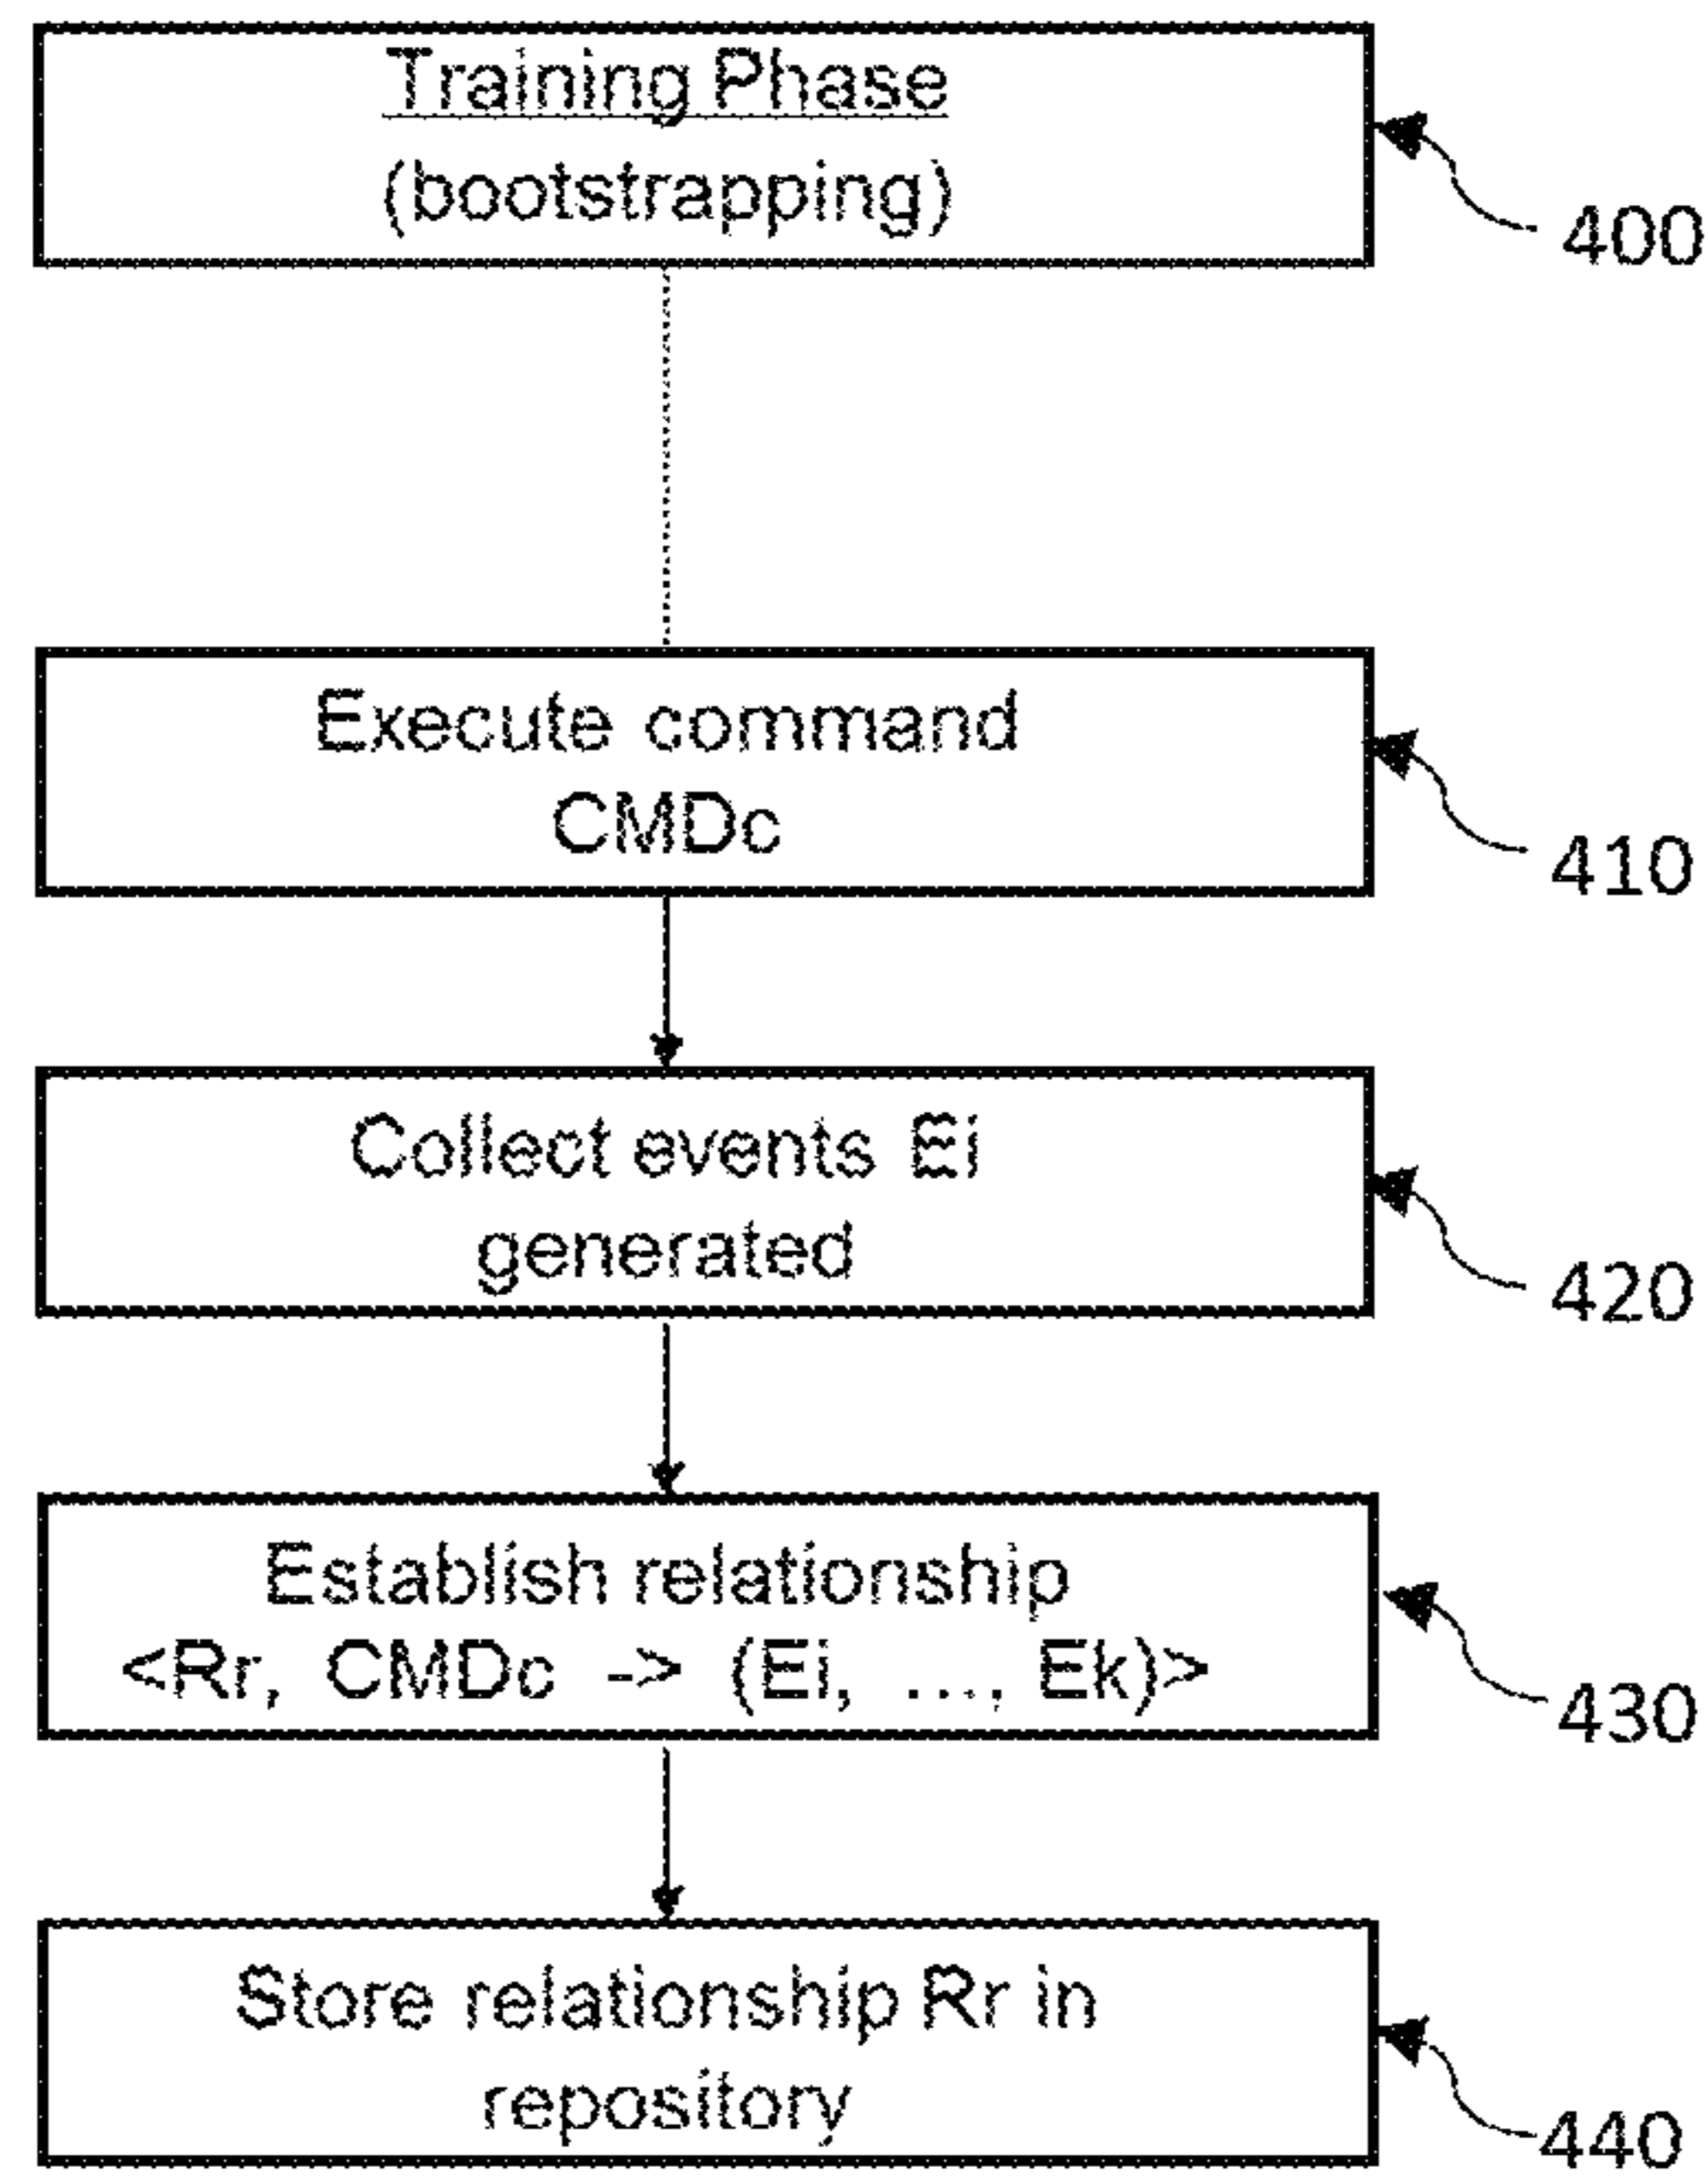 Training Phase
(bootstrapping)
400
Execute command
CMDc
410
Collect events Ei
generated
420
Establish relationship
<Rr, CMDc -> (Ei, ..., Ek)>
430
Store relationship Rr in
repository
440